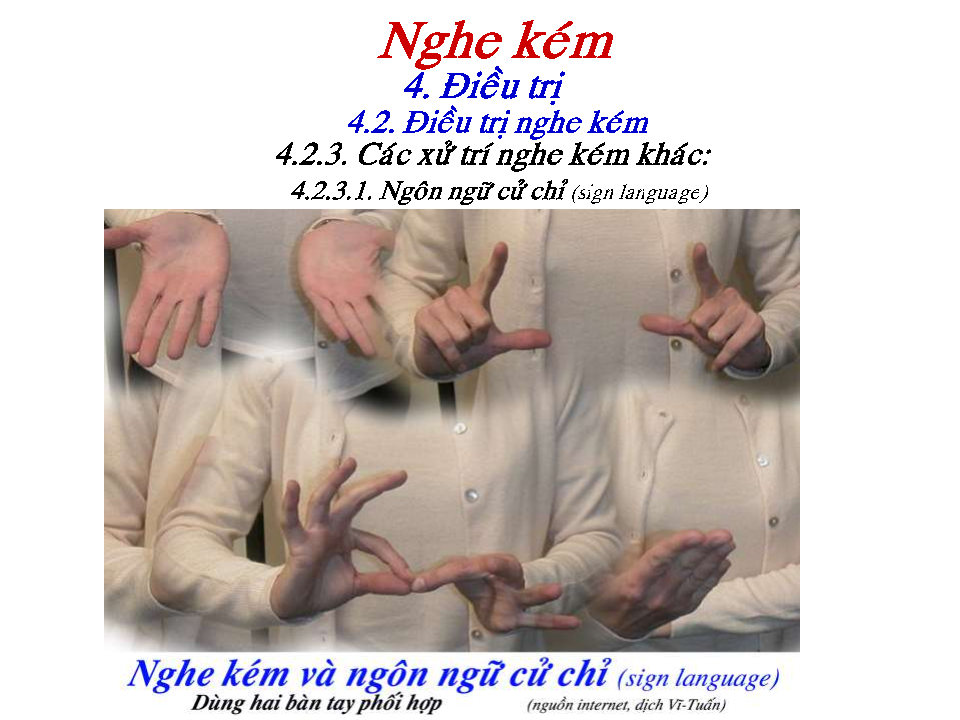 Nghe kém
4. Điều trị
4.2. Điều trị nghe kém
4.2.3. Các xử trí nghe kém khác:
4.2.3.1. Ngôn ngữ cử chỉ (sign language)
Nghe kém và ngôn ngữ cử chỉ (sign language)
Dùng hai bàn tay phối hợp (nguồn internet, dịch Vĩ-Tuấn)